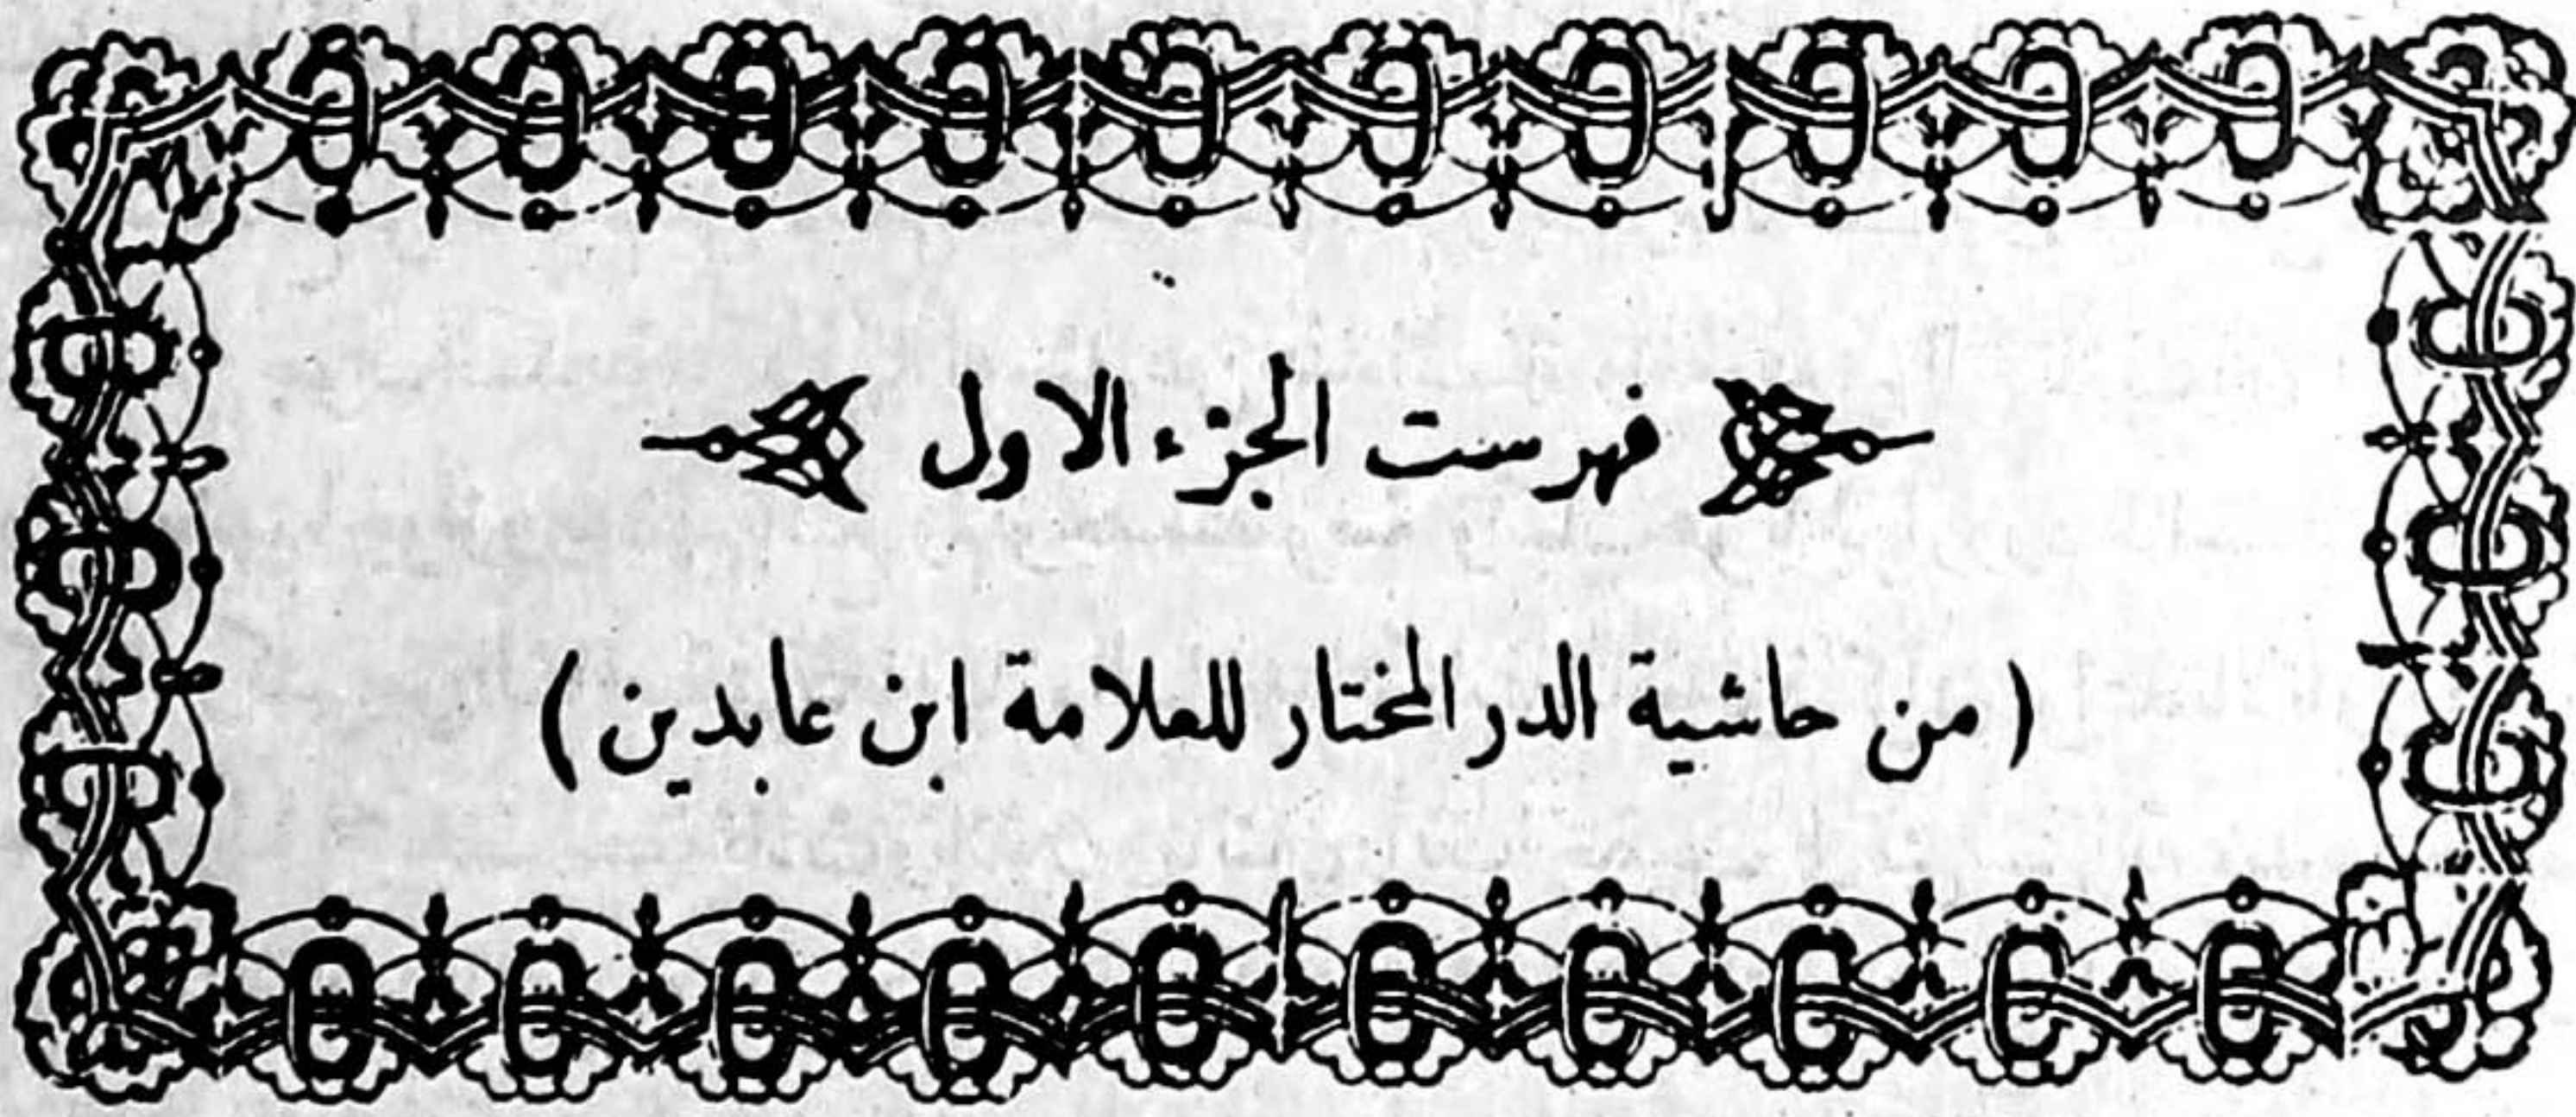 فهرست الجزء الاول
(من حاشية الدر المختار للعلامة ابن عابدين)